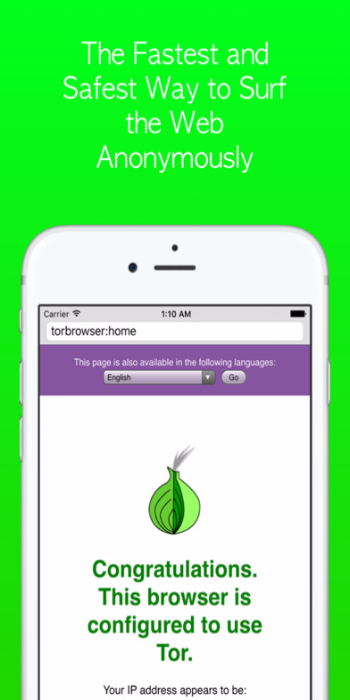 The Fastest and
Safest Way to Surf
the Web
Anonymously
Carrier 1:10 AM
torbrowser:home
This page is also available in the following languages:
English Go
Congratulations.
This browser is
configured to use
Tor.
Your IP address appears to be: